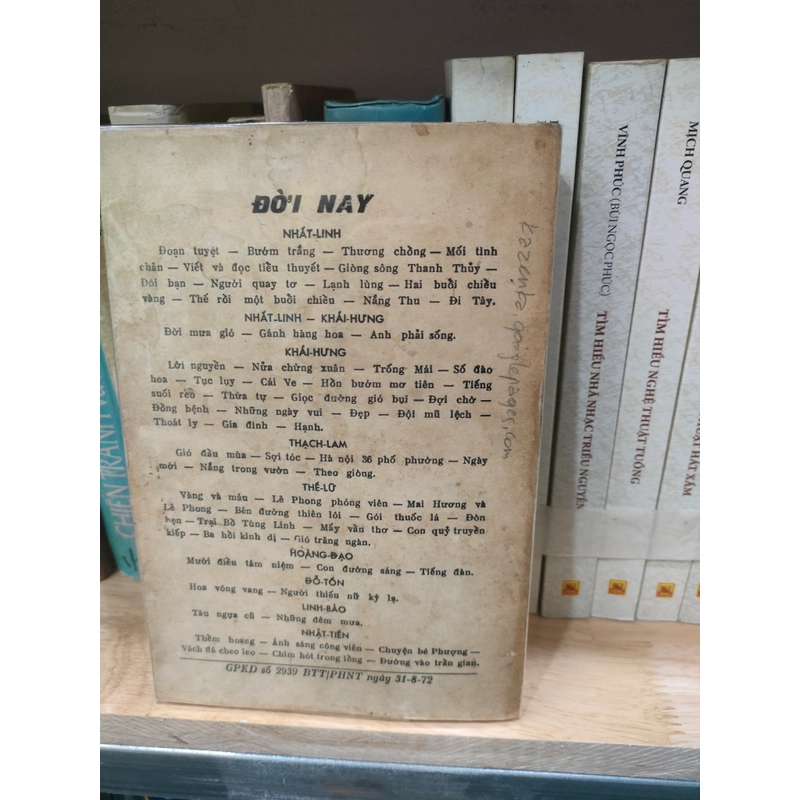 ĐỜI NAY
NHẤT-LINH
Đoạn tuyệt — Bướm trắng — Thương chồng — Mối tình
chân — Viết và đọc tiểu thuyết — Giòng sông Thanh Thủy —
Đôi bạn — Người quay tơ — Lạnh lùng — Hai buổi chiều
vàng — Thế rồi một buổi chiều — Nắng Thu — Đi Tây.
NHẤT-LINH — KHÁI-HƯNG
Đời mưa gió — Gánh hàng hoa — Anh phải sống.
KHÁI-HƯNG
Lời nguyền — Nửa chừng xuân — Trống Mái — Số đào
hoa — Tục lụy — Cái Ve — Hồn bướm mơ tiên — Tiếng
suối reo — Thừa tự — Giọc đường gió bụi — Đợi chờ —
Đồng bệnh — Những ngày vui — Đẹp — Đội mũ lệch —
Thoát ly — Gia đình — Hạnh.
THẠCH-LAM
Gió đầu mùa — Sợi tóc — Hà nội 36 phố phường — Ngày
mới — Nắng trong vườn — Theo giòng.
THẾ-LỮ
Vàng và máu — Lê Phong phóng viên — Mai Hương và
Lê Phong — Bên đường thiên lôi — Gói thuốc lá — Đòn
hẹn — Trại Bồ Tùng Linh — Mấy vần thơ — Con quỷ truyền
kiếp — Ba hồi kinh dị — Gió trăng ngàn.
HOÀNG-ĐẠO
Mười điều tâm niệm — Con đường sáng — Tiếng đàn.
ĐỖ-TỐN
Hoa vông vang — Người thiếu nữ kỳ lạ.
LINH-BẢO
Tàu ngựa cũ — Những đêm mưa.
NHẬT-TIẾN
Thềm hoang — Ánh sáng công viên — Chuyện bé Phượng —
Vách đá cheo leo — Chim hót trong lồng — Đường vào trần gian.
GPKD số 2939 BTT/PHNT ngày 31-8-72
VĨNH PHÚC (BÙI NGỌC PHÚC)
TÌM HIỂU NHÃ NHẠC TRIỀU NGUYỄN
MỊCH QUANG
TÌM HIỂU NGHỆ THUẬT TUỒNG
HÁT XẨM
CHIẾN TRANH